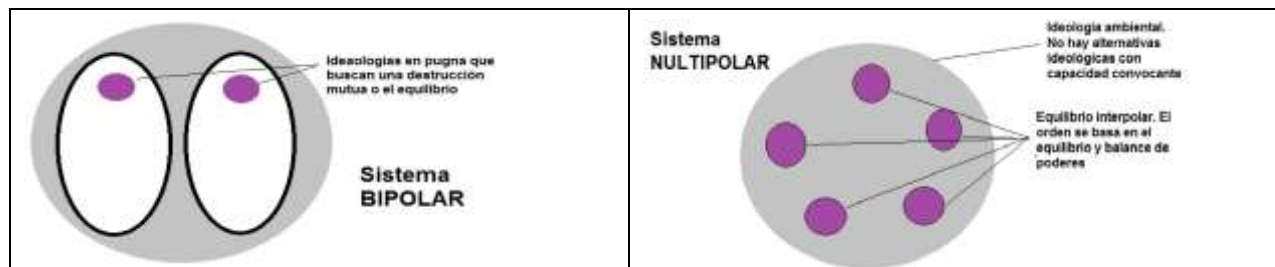 Ideaologias en pugna que
buscan una destrucción
mutua o el equilibrio
Sistema
BIPOLAR
Sistema
NULTIPOLAR
Ideología ambiental.
No hay alternativas
ideológicas con
capacidad convocante
Equilibrio interpolar. El
orden se basa en el
equilibrio y balance de
poderes